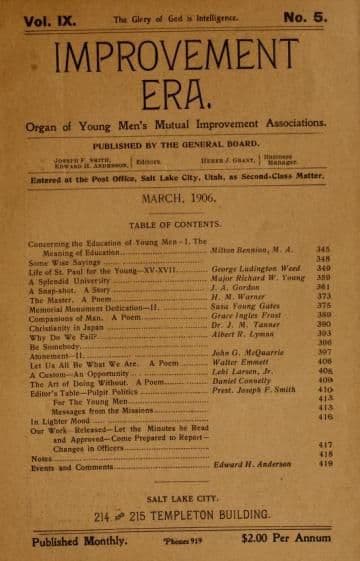 Vol. IX. The Glory of God is Intelligence. No. 5.
IMPROVEMENT
ERA.
Organ of Young Men's Mutual Improvement Associations.
PUBLISHED BY THE GENERAL BOARD.
JOSEPH F. SMITH, EDWARD H. ANDERSON, Editors. HEBER J. GRANT, Business Manager.
Entered at the Post Office, Salt Lake City, Utah, as Second-Class Matter.
MARCH, 1906.
TABLE OF CONTENTS.
Concerning the Education of Young Men—I. The
Meaning of Education Milton Bennion, M. A. 345
Some Wise Sayings 348
Life of St. Paul for the Young—XV-XVII. George Ludington Weed 349
A Splendid University Major Richard W. Young 359
A Snap-shot. A Story J. A. Gordon 361
The Master. A Poem H. M. Warner 373
Memorial Monument Dedication—II. Susa Young Gates 375
Companions of Man. A Poem Grace Ingles Frost 389
Christianity in Japan Dr. J. M. Tanner 390
Why Do We Fail? Albert R. Lyman 393
Be Somebody 396
Atonement—II. John G. McQuarrie 397
Let Us All Be What We Are. A Poem Walter Emmett 406
A Custom—An Opportunity Lehi Larsen, Jr. 408
The Art of Doing Without. A Poem Daniel Connelly 409
Editor's Table—Pulpit Politics Prest. Joseph F. Smith 410
For The Young Men 413
Messages from the Missions 413
In Lighter Mood 416
Our Work—Released—Let the Minutes be Read
and Approved—Come Prepared to Report—
Changes in Officers 417
Notes 418
Events and Comments Edward H. Anderson 419
SALT LAKE CITY.
214 AND 215 TEMPLETON BUILDING.
Published Monthly. 'Phones 919 $2.00 Per Annum